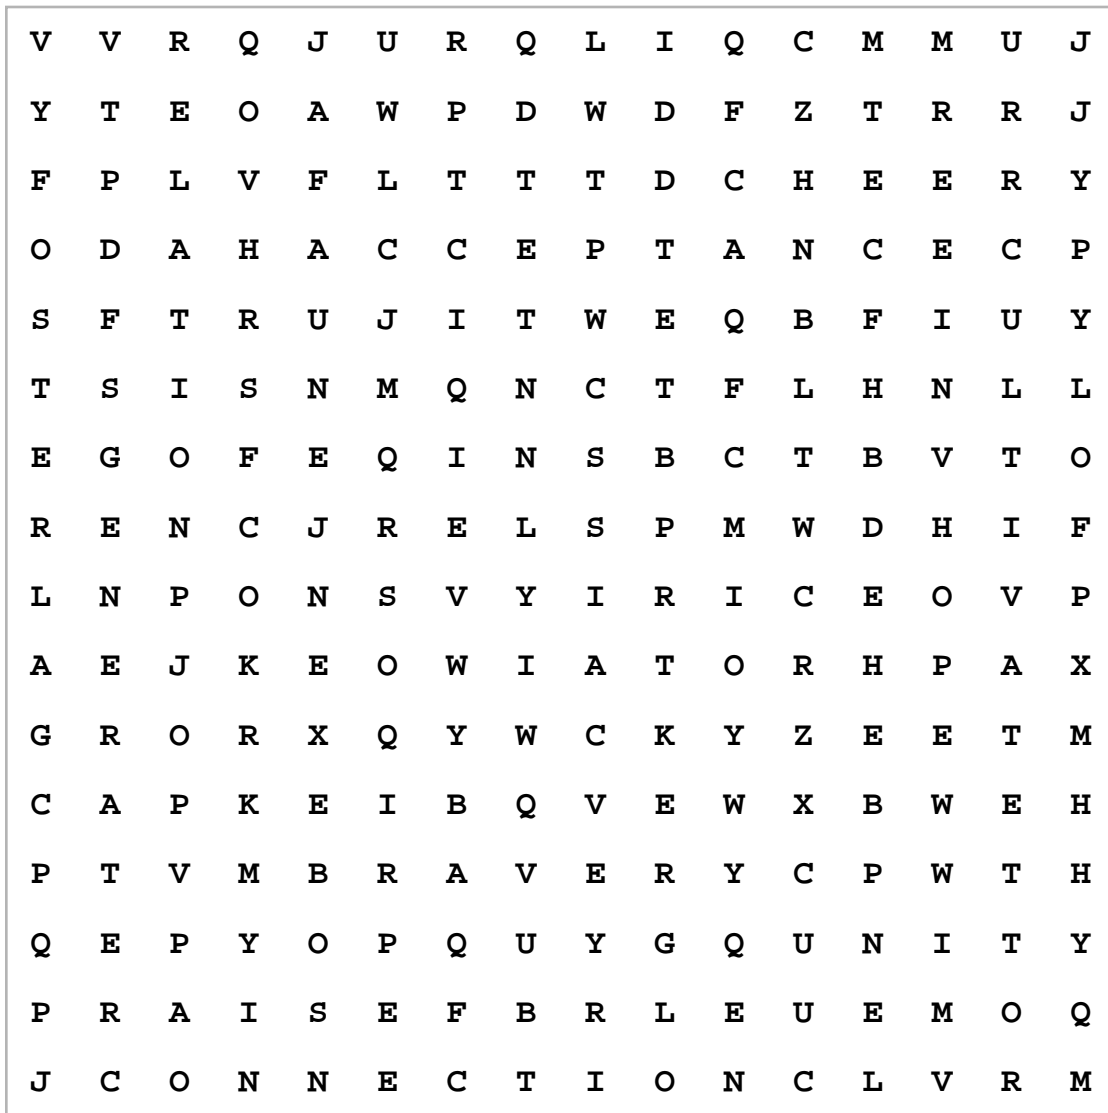 V V R Q J U R Q L I Q C M M U J
Y T E O A W P D W D F Z T R R J
F P L V F L T T T D C H E E R Y
O D A H A C C E P T A N C E C P
S F T R U J I T W E Q B F I U Y
T S I S N M Q N C T F L H N L L
E G O F E Q I N S B C T B V T O
R E N C J R E L S P M W D H I F
L N P O N S V Y I R I C E O V P
A E J K E O W I A T O R H P A X
G R O R X Q Y W C K Y Z E E T M
C A P K E I B Q V E W X B W E H
P T V M B R A V E R Y C P W T H
Q E P Y O P Q U Y G Q U N I T Y
P R A I S E F B R L E U E M O Q
J C O N N E C T I O N C L V R M